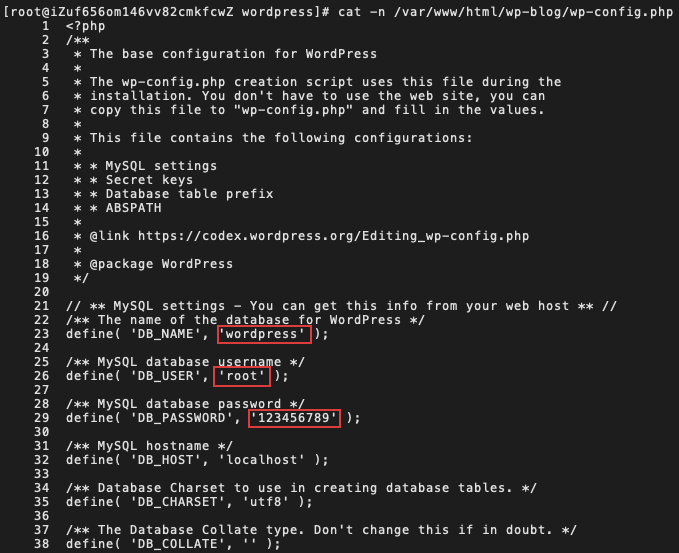 [root@iZuf656om146vv82cmkfcwZ wordpress]# cat -n /var/www/html/wp-blog/wp-config.php
1 <?php
2 /**
3 * The base configuration for WordPress
4 *
5 * The wp-config.php creation script uses this file during the
6 * installation. You don't have to use the web site, you can
7 * copy this file to "wp-config.php" and fill in the values.
8 *
9 * This file contains the following configurations:
10 *
11 * * MySQL settings
12 * * Secret keys
13 * * Database table prefix
14 * * ABSPATH
15 *
16 * @link https://codex.wordpress.org/Editing_wp-config.php
17 *
18 * @package WordPress
19 */
20
21 // ** MySQL settings - You can get this info from your web host ** //
22 /** The name of the database for WordPress */
23 define( 'DB_NAME', 'wordpress' );
24
25 /** MySQL database username */
26 define( 'DB_USER', 'root' );
27
28 /** MySQL database password */
29 define( 'DB_PASSWORD', '123456789' );
30
31 /** MySQL hostname */
32 define( 'DB_HOST', 'localhost' );
33
34 /** Database Charset to use in creating database tables. */
35 define( 'DB_CHARSET', 'utf8' );
36
37 /** The Database Collate type. Don't change this if in doubt. */
38 define( 'DB_COLLATE', '' );